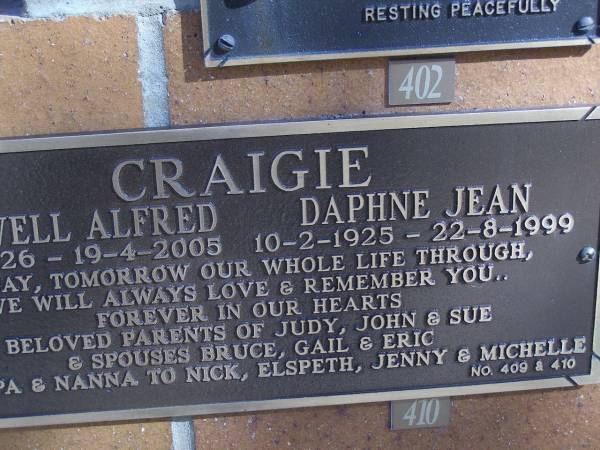 RESTING PEACEFULLY
402
CRAIGIE
WELL ALFRED DAPHNE JEAN
26 - 19-4-2005 10-2-1925 - 22-8-1999
AY, TOMORROW OUR WHOLE LIFE THROUGH,
WE WILL ALWAYS LOVE & REMEMBER YOU..
FOREVER IN OUR HEARTS
BELOVED PARENTS OF JUDY, JOHN & SUE
& SPOUSES BRUCE, GAIL & ERIC
PA & NANNA TO NICK, ELSPETH, JENNY & MICHELLE
NO. 409 & 410
410